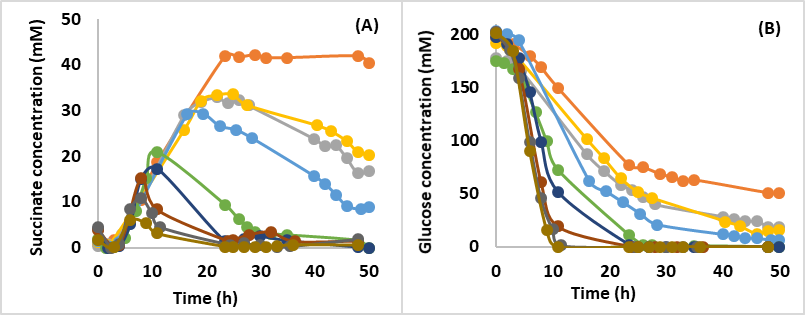 (A)
Succinate concentration (mM)
50
40
30
20
10
0
0 10 20 30 40 50
Time (h)
(B)
Glucose concentration (mM)
200
150
100
50
0
0 10 20 30 40 50
Time (h)